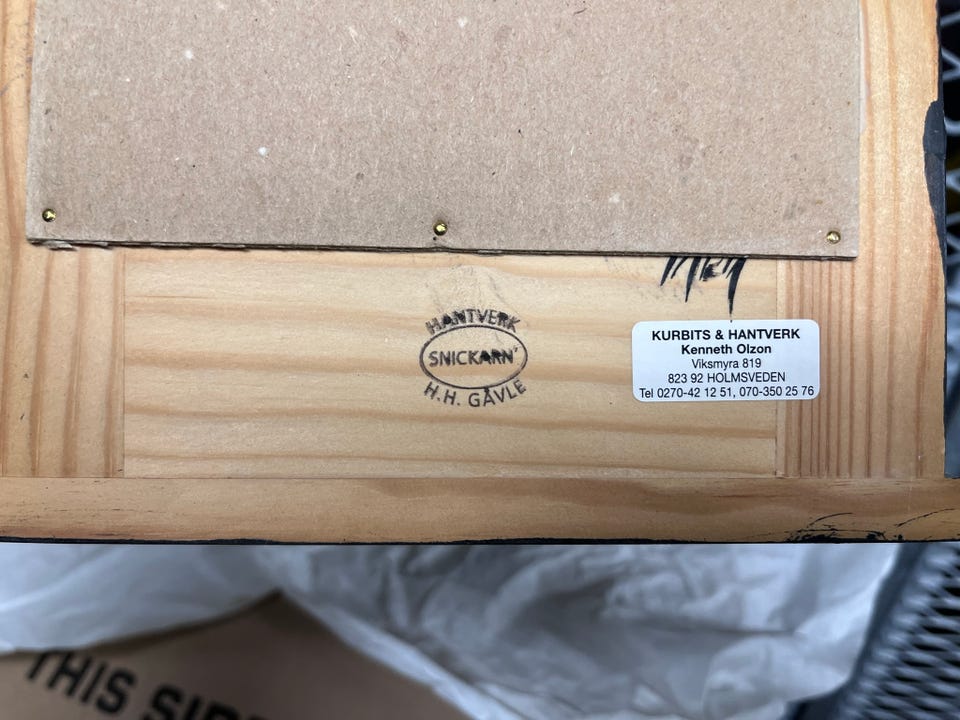 HANTVERK
SNICKARN'
H.H. GÄVLE
KURBITS & HANTVERK
Kenneth Olzon
Viksmyra 819
823 92 HOLMSVEDEN
Tel 0270-42 12 51, 070-350 25 76
THIS SIDE